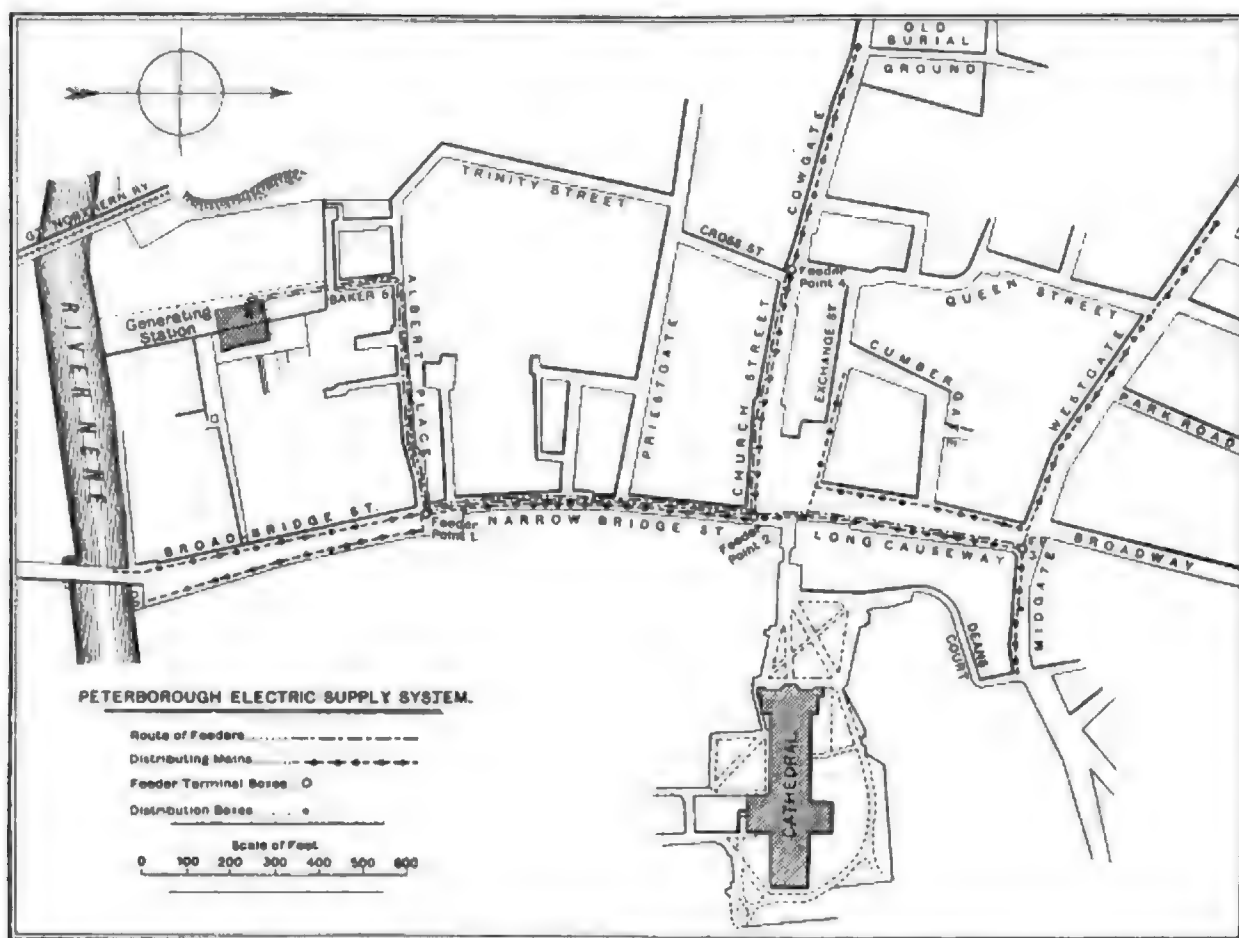 OLD
BURIAL
GROUND
COWGATE
TRINITY STREET
GT. NORTHERN RY
CROSS ST.
Feeder
Point 4
QUEEN STREET
BAKER
Generating
Station
RIVER NENE
ALBERT PLACE
PRIESTGATE
CHURCH STREET
EXCHANGE ST.
CUMBERGATE
WESTGATE
PARK ROAD
BROAD BRIDGE ST.
Feeder
Point 1.
NARROW BRIDGE ST.
Feeder
Point 2
LONG CAUSEWAY
BROADWAY
MIDGATE
DEANS
COURT
CATHEDRAL
PETERBOROUGH ELECTRIC SUPPLY SYSTEM.
Route of Feeders
Distributing Mains
Feeder Terminal Boxes
Distribution Boxes
Scale of Feet
0 100 200 300 400 500 600